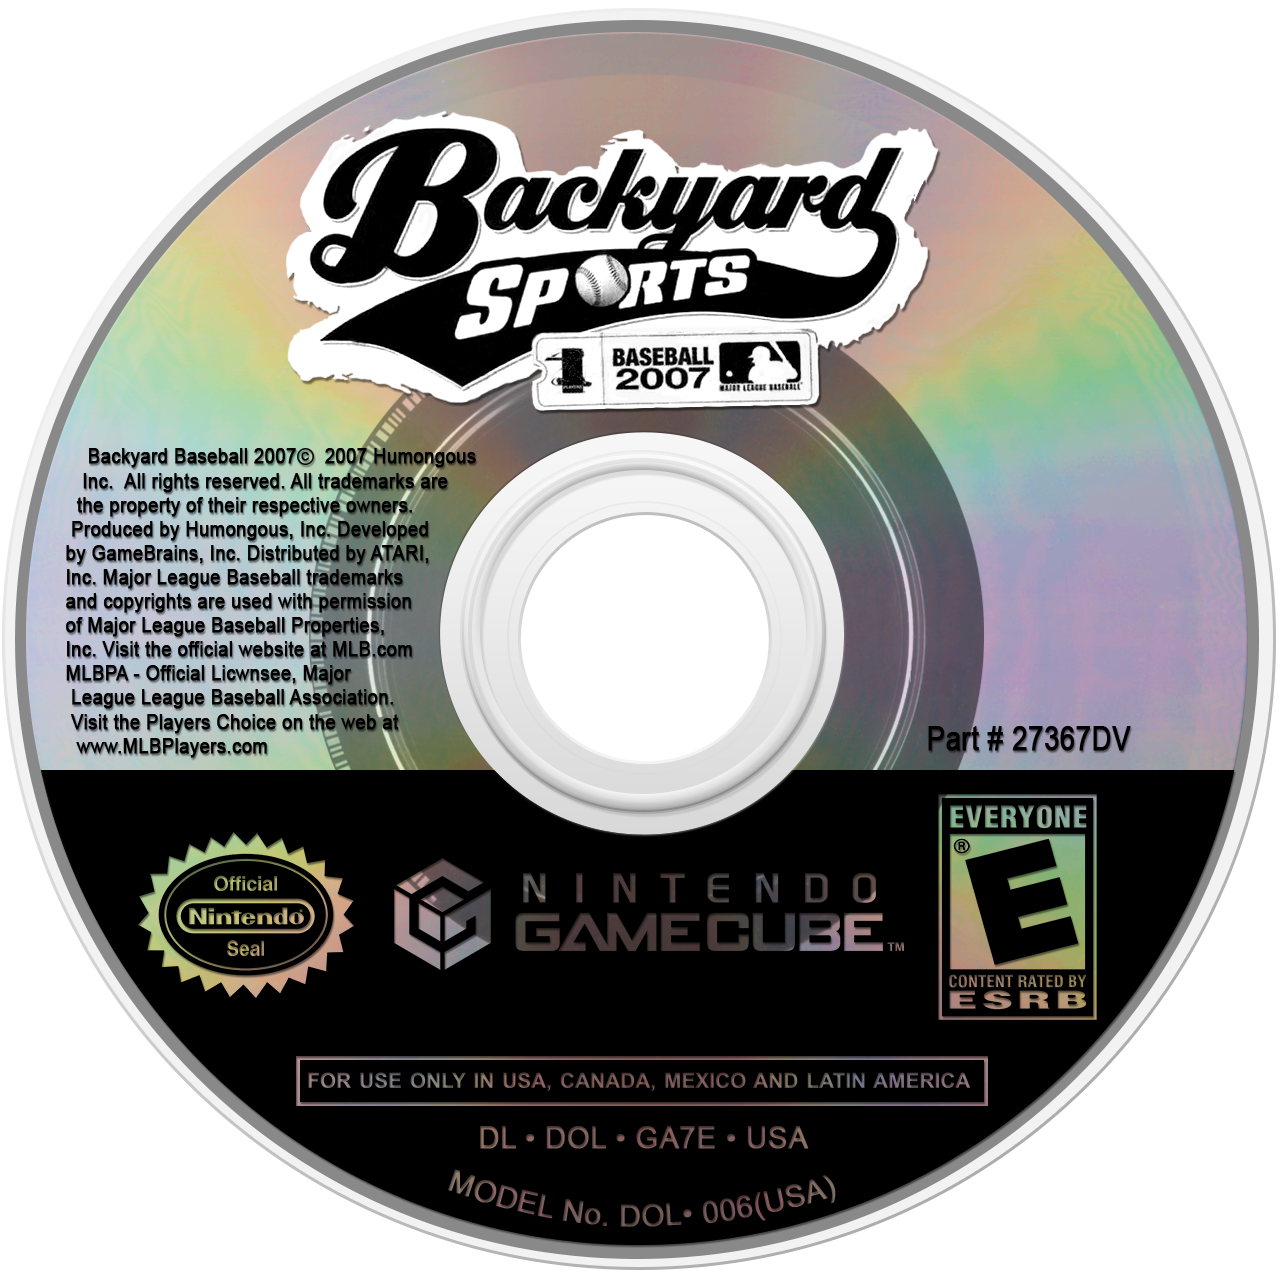 Backyard
SPORTS
BASEBALL
2007
MAJOR LEAGUE BASEBALL
Backyard Baseball 2007© 2007 Humongous
Inc. All rights reserved. All trademarks are
the property of their respective owners.
Produced by Humongous, Inc. Developed
by GameBrains, Inc. Distributed by ATARI,
Inc. Major League Baseball trademarks
and copyrights are used with permission
of Major League Baseball Properties,
Inc. Visit the official website at MLB.com
MLBPA - Official Licwnsee, Major
League League Baseball Association.
Visit the Players Choice on the web at
www.MLBPlayers.com
Part # 27367DV
Official
Nintendo®
Seal
NINTENDO
GAMECUBE™
EVERYONE
®
E
CONTENT RATED BY
ESRB
FOR USE ONLY IN USA, CANADA, MEXICO AND LATIN AMERICA
DL • DOL • GA7E • USA
MODEL No. DOL• 006(USA)